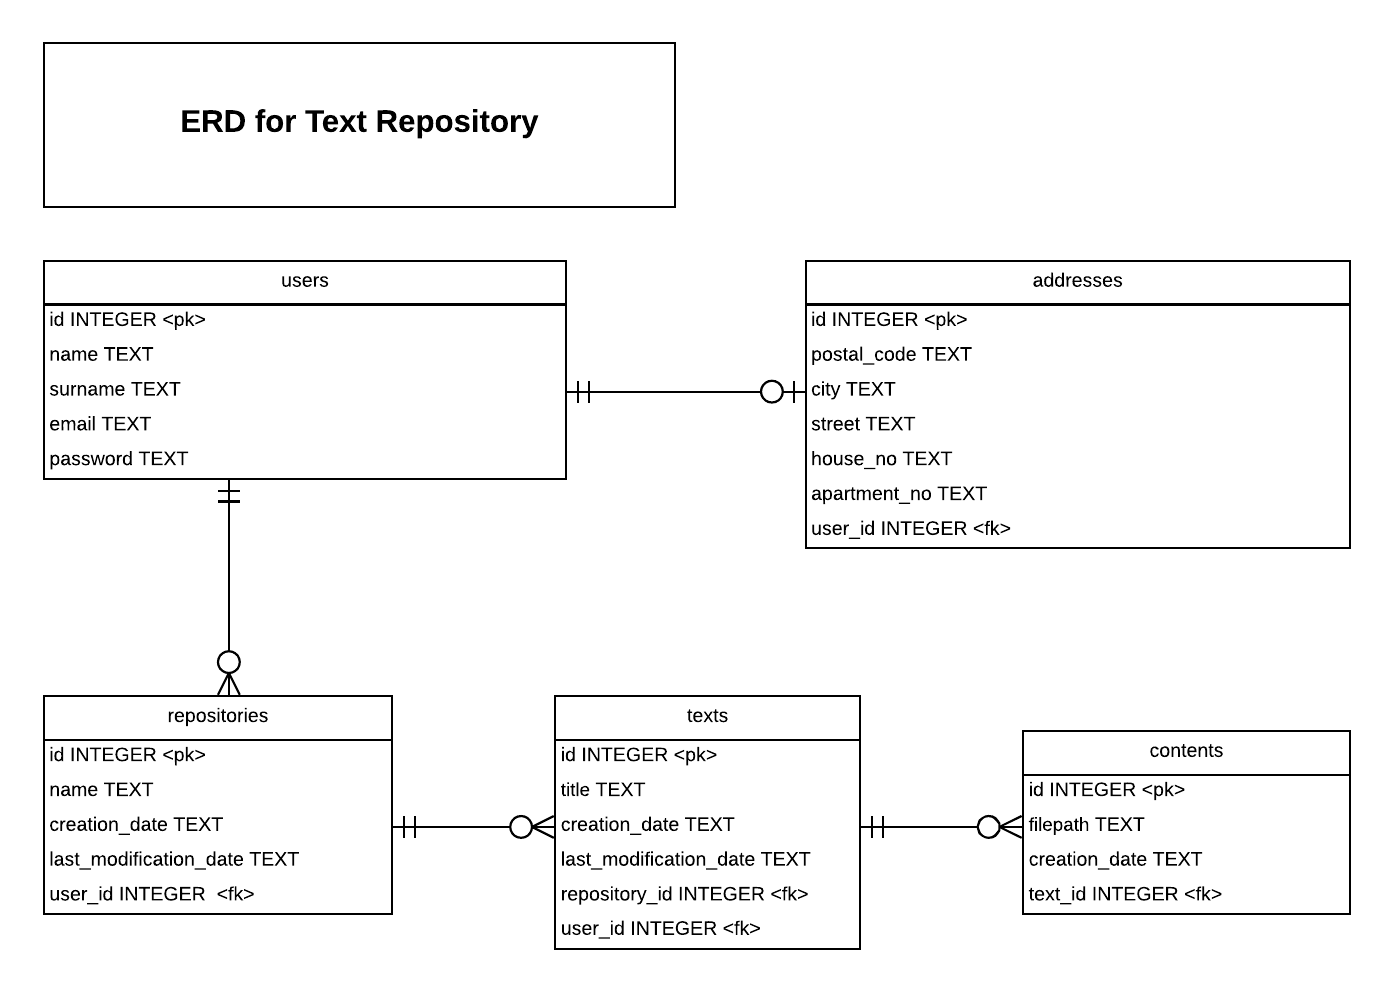 ERD for Text Repository
users
id INTEGER <pk>
name TEXT
surname TEXT
email TEXT
password TEXT
addresses
id INTEGER <pk>
postal_code TEXT
city TEXT
street TEXT
house_no TEXT
apartment_no TEXT
user_id INTEGER <fk>
repositories
id INTEGER <pk>
name TEXT
creation_date TEXT
last_modification_date TEXT
user_id INTEGER  <fk>
texts
id INTEGER <pk>
title TEXT
creation_date TEXT
last_modification_date TEXT
repository_id INTEGER <fk>
user_id INTEGER <fk>
contents
id INTEGER <pk>
filepath TEXT
creation_date TEXT
text_id INTEGER <fk>